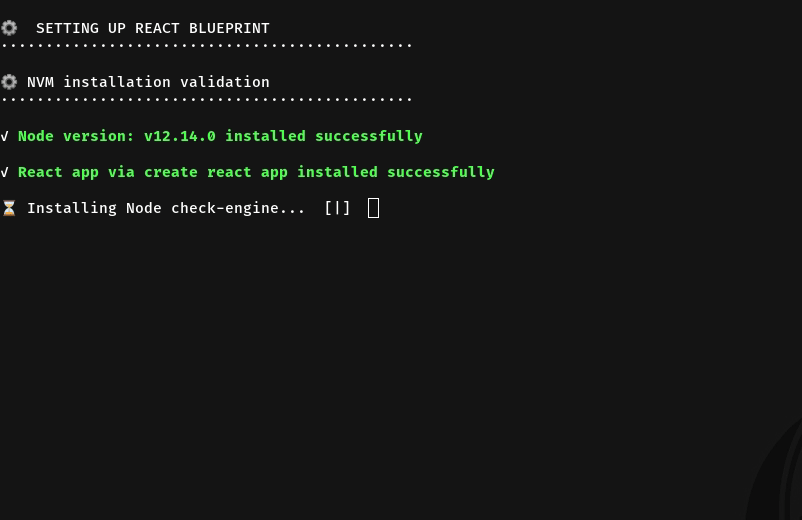 SETTING UP REACT BLUEPRINT
..............................................
NVM installation validation
..............................................
√ Node version: v12.14.0 installed successfully
√ React app via create react app installed successfully
⏳ Installing Node check-engine... [|]